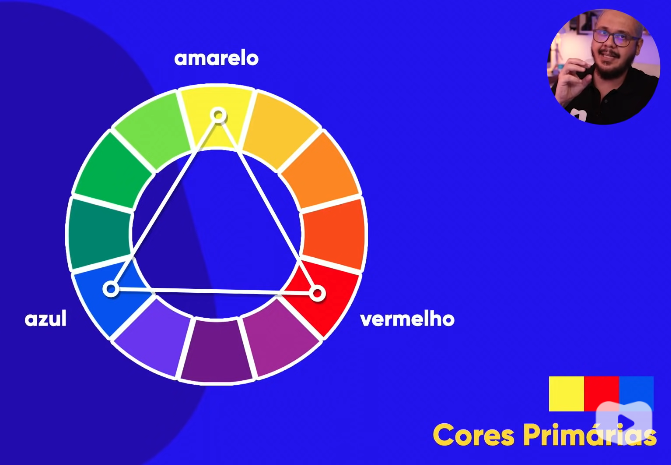 amarelo
azul
vermelho
Cores Primárias